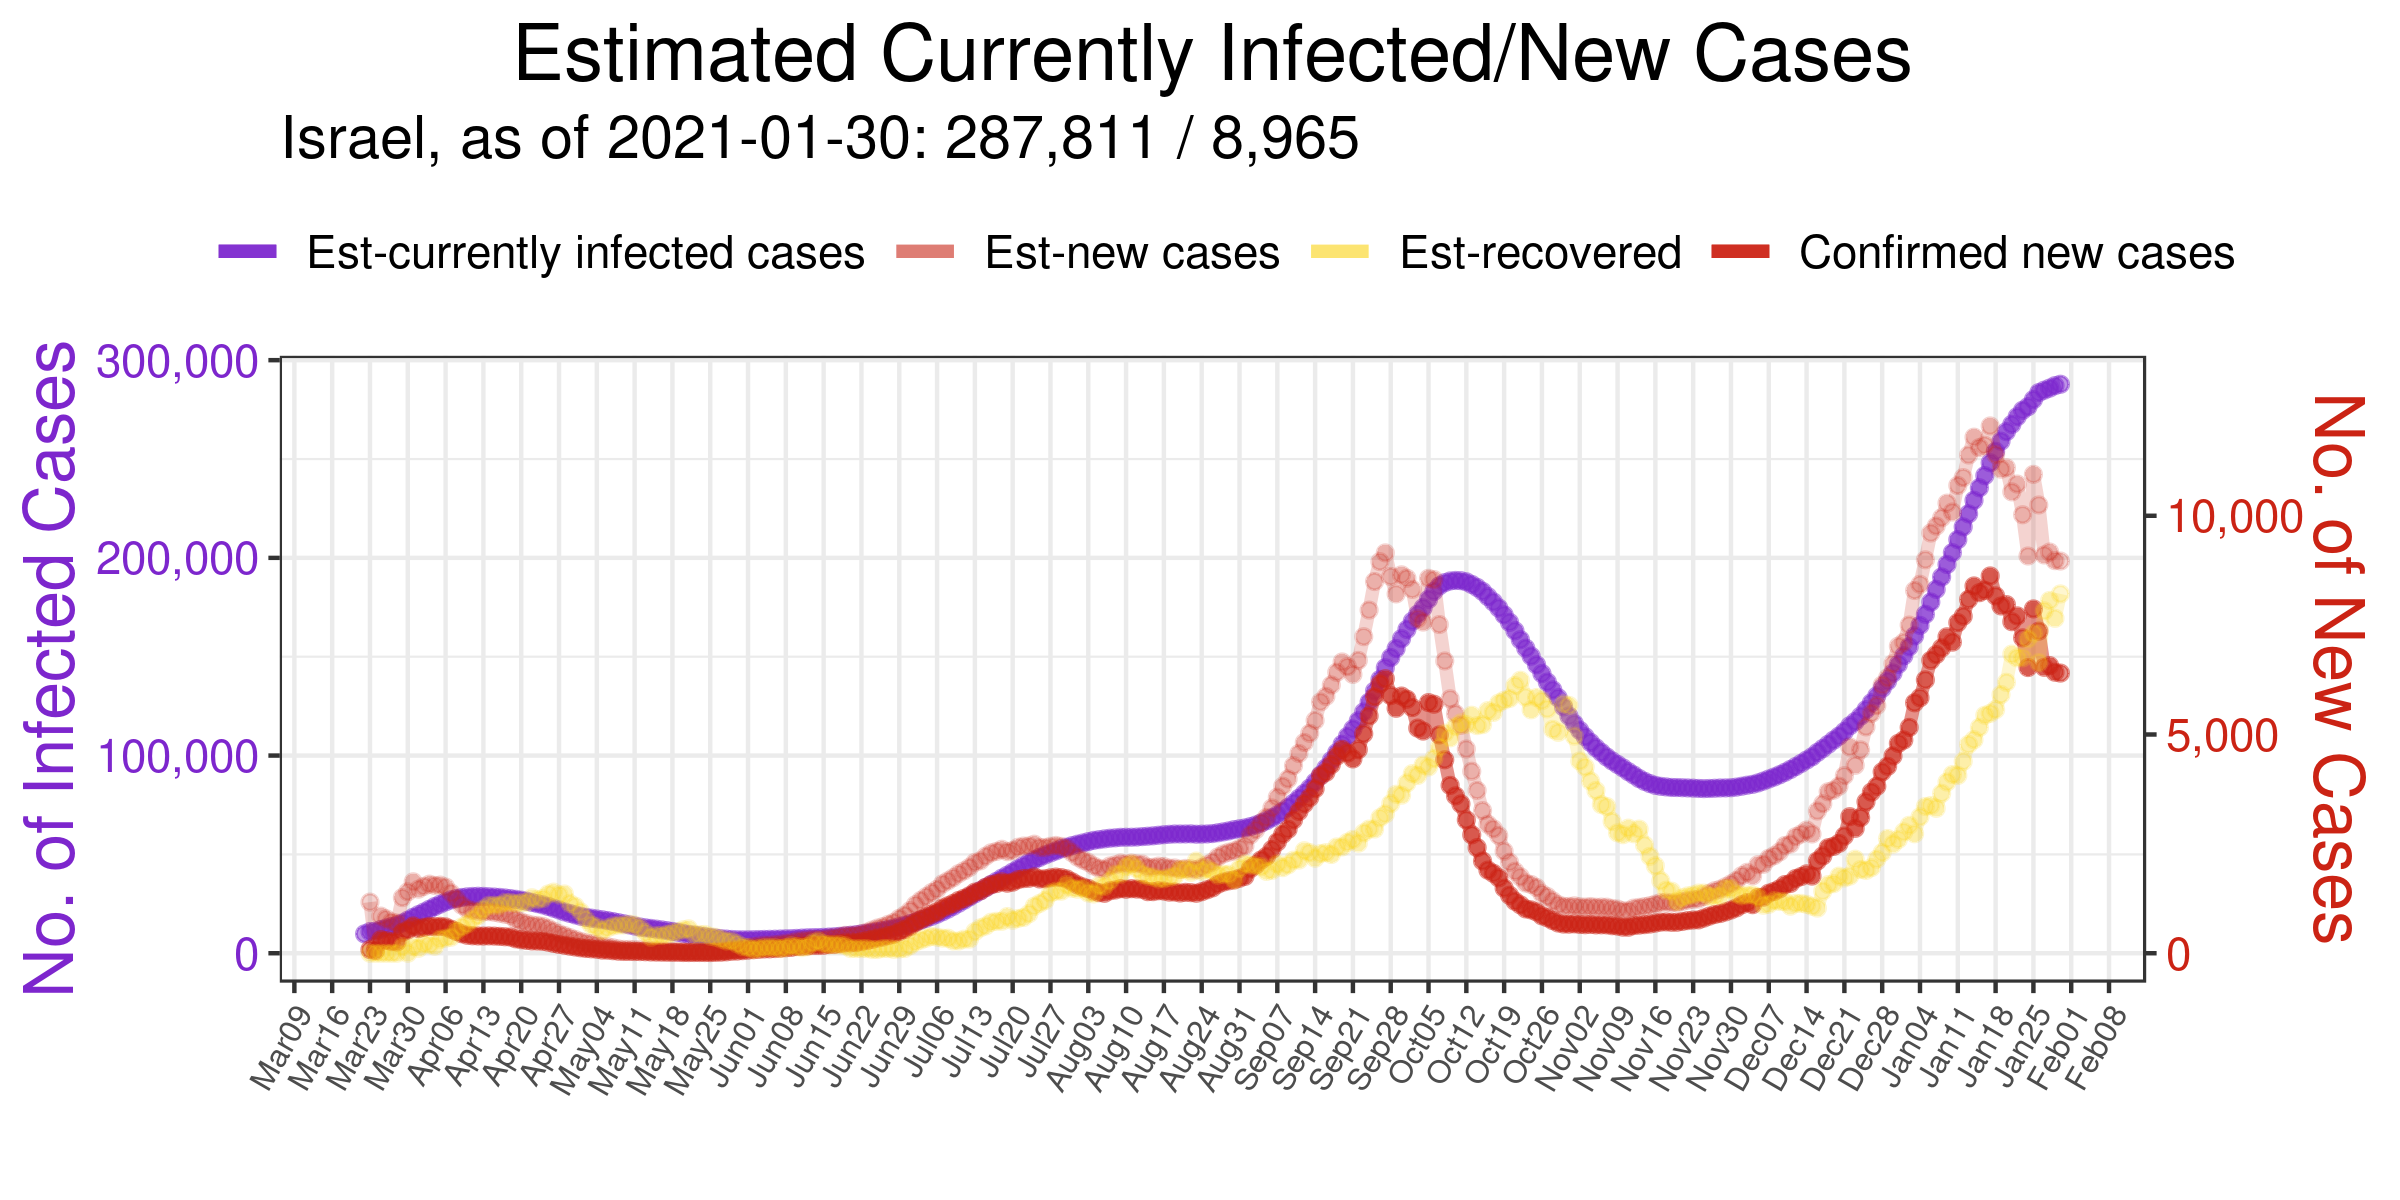 Estimated Currently Infected/New Cases
Israel, as of 2021-01-30: 287,811 / 8,965
Est-currently infected cases Est-new cases Est-recovered Confirmed new cases
No. of Infected Cases
300,000
200,000
100,000
0
No. of New Cases
10,000
5,000
0
Mar09 Mar16 Mar23 Mar30 Apr06 Apr13 Apr20 Apr27 May04 May11 May18 May25 Jun01 Jun08 Jun15 Jun22 Jun29 Jul06 Jul13 Jul20 Jul27 Aug03 Aug10 Aug17 Aug24 Aug31 Sep07 Sep14 Sep21 Sep28 Oct05 Oct12 Oct19 Oct26 Nov02 Nov09 Nov16 Nov23 Nov30 Dec07 Dec14 Dec21 Dec28 Jan04 Jan11 Jan18 Jan25 Feb01 Feb08